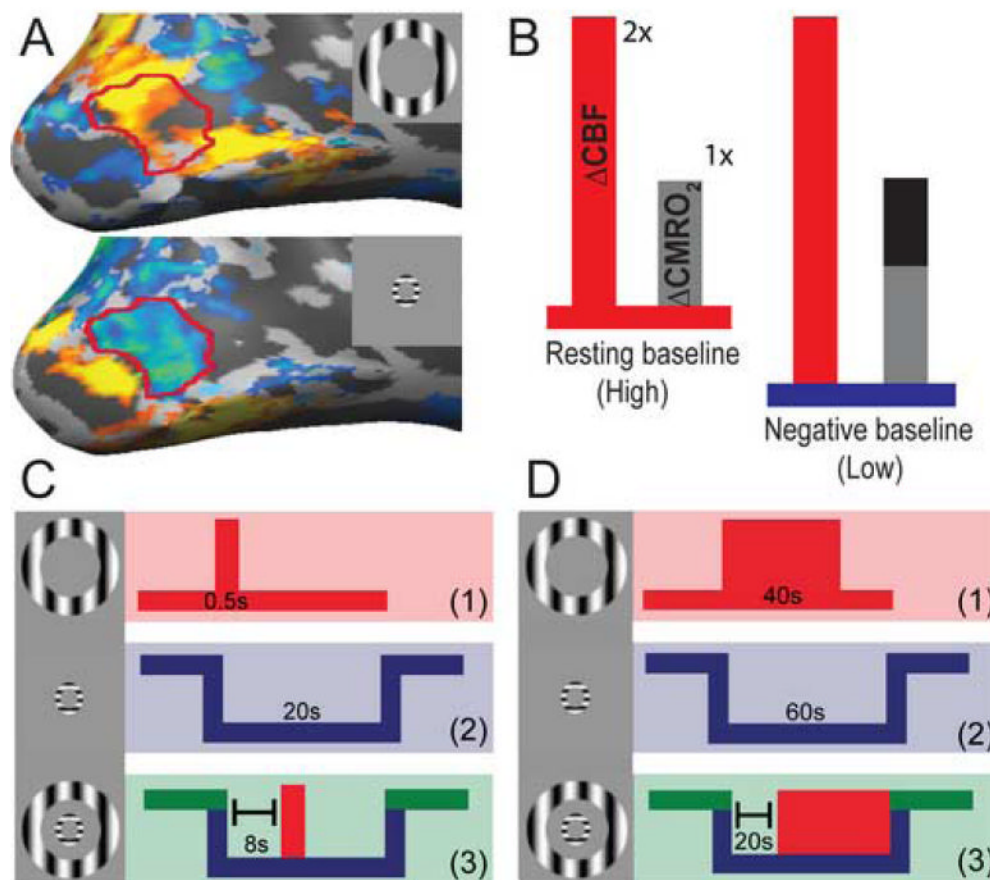 A
B
2x
ΔCBF
1x
ΔCMRO₂
Resting baseline
(High)
Negative baseline
(Low)
C
0.5s
(1)
20s
(2)
8s
(3)
D
40s
(1)
60s
(2)
20s
(3)